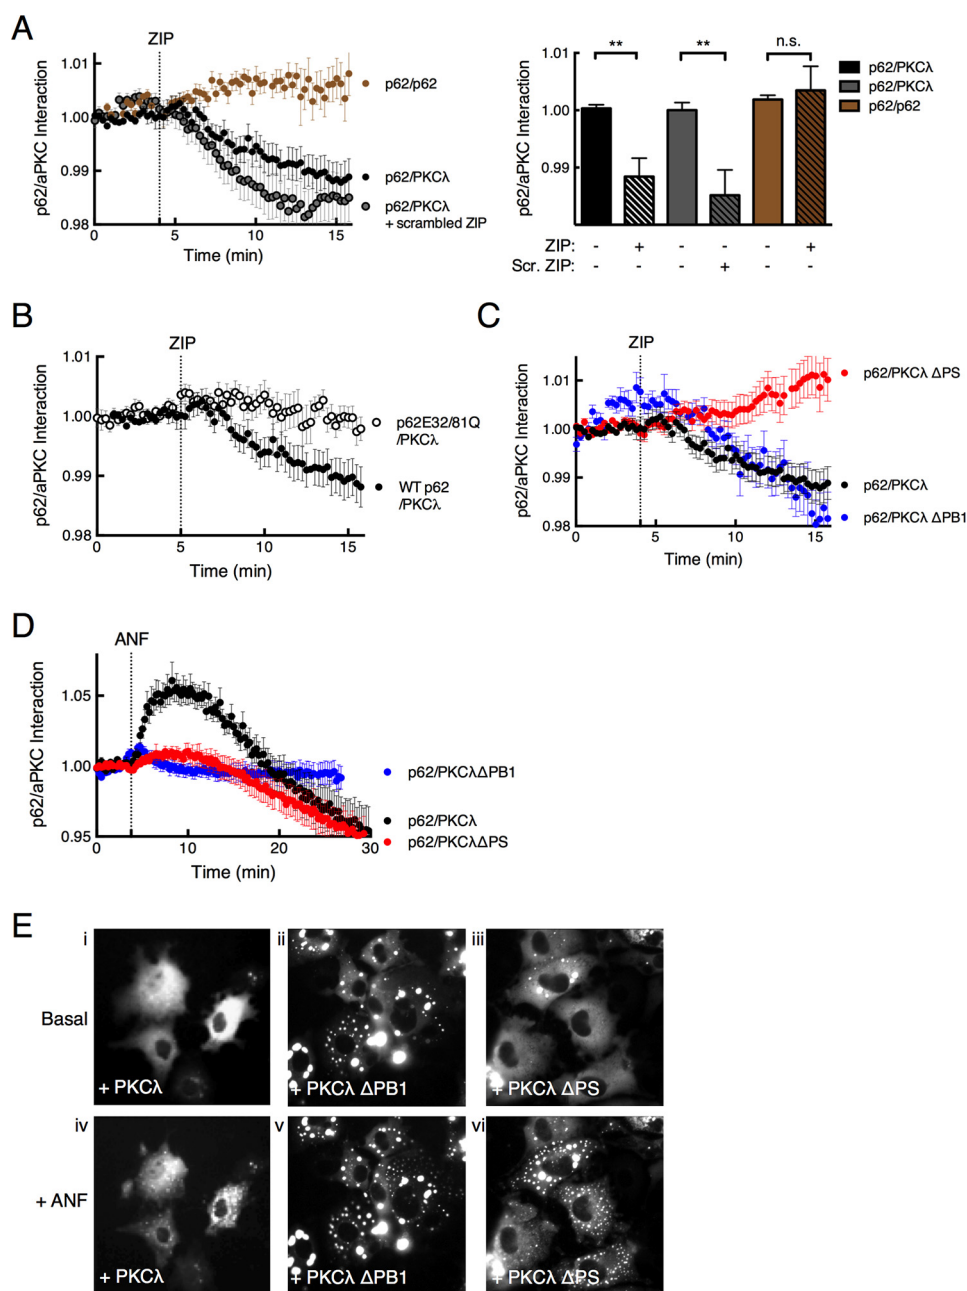 A
ZIP
1.01
1.00
0.99
0.98
0
5
10
15
p62/aPKC Interaction
Time (min)
p62/p62
p62/PKCλ
p62/PKCλ
+ scrambled ZIP
1.01
1.00
0.99
p62/aPKC Interaction
**
**
n.s.
p62/PKCλ
p62/PKCλ
p62/p62
ZIP: - + - - - +
Scr. ZIP: - - - + - -
B
ZIP
1.01
1.00
0.99
0.98
0
5
10
15
p62/aPKC Interaction
Time (min)
p62E32/81Q
/PKCλ
WT p62
/PKCλ
C
ZIP
1.01
1.00
0.99
0.98
0
5
10
15
p62/aPKC Interaction
Time (min)
p62/PKCλ ΔPS
p62/PKCλ
p62/PKCλ ΔPB1
D
ANF
1.05
1.00
0.95
0
10
20
30
p62/aPKC Interaction
Time (min)
p62/PKCλΔPB1
p62/PKCλ
p62/PKCλΔPS
E
i
ii
iii
Basal
+ PKCλ
+ PKCλ ΔPB1
+ PKCλ ΔPS
iv
v
vi
+ ANF
+ PKCλ
+ PKCλ ΔPB1
+ PKCλ ΔPS